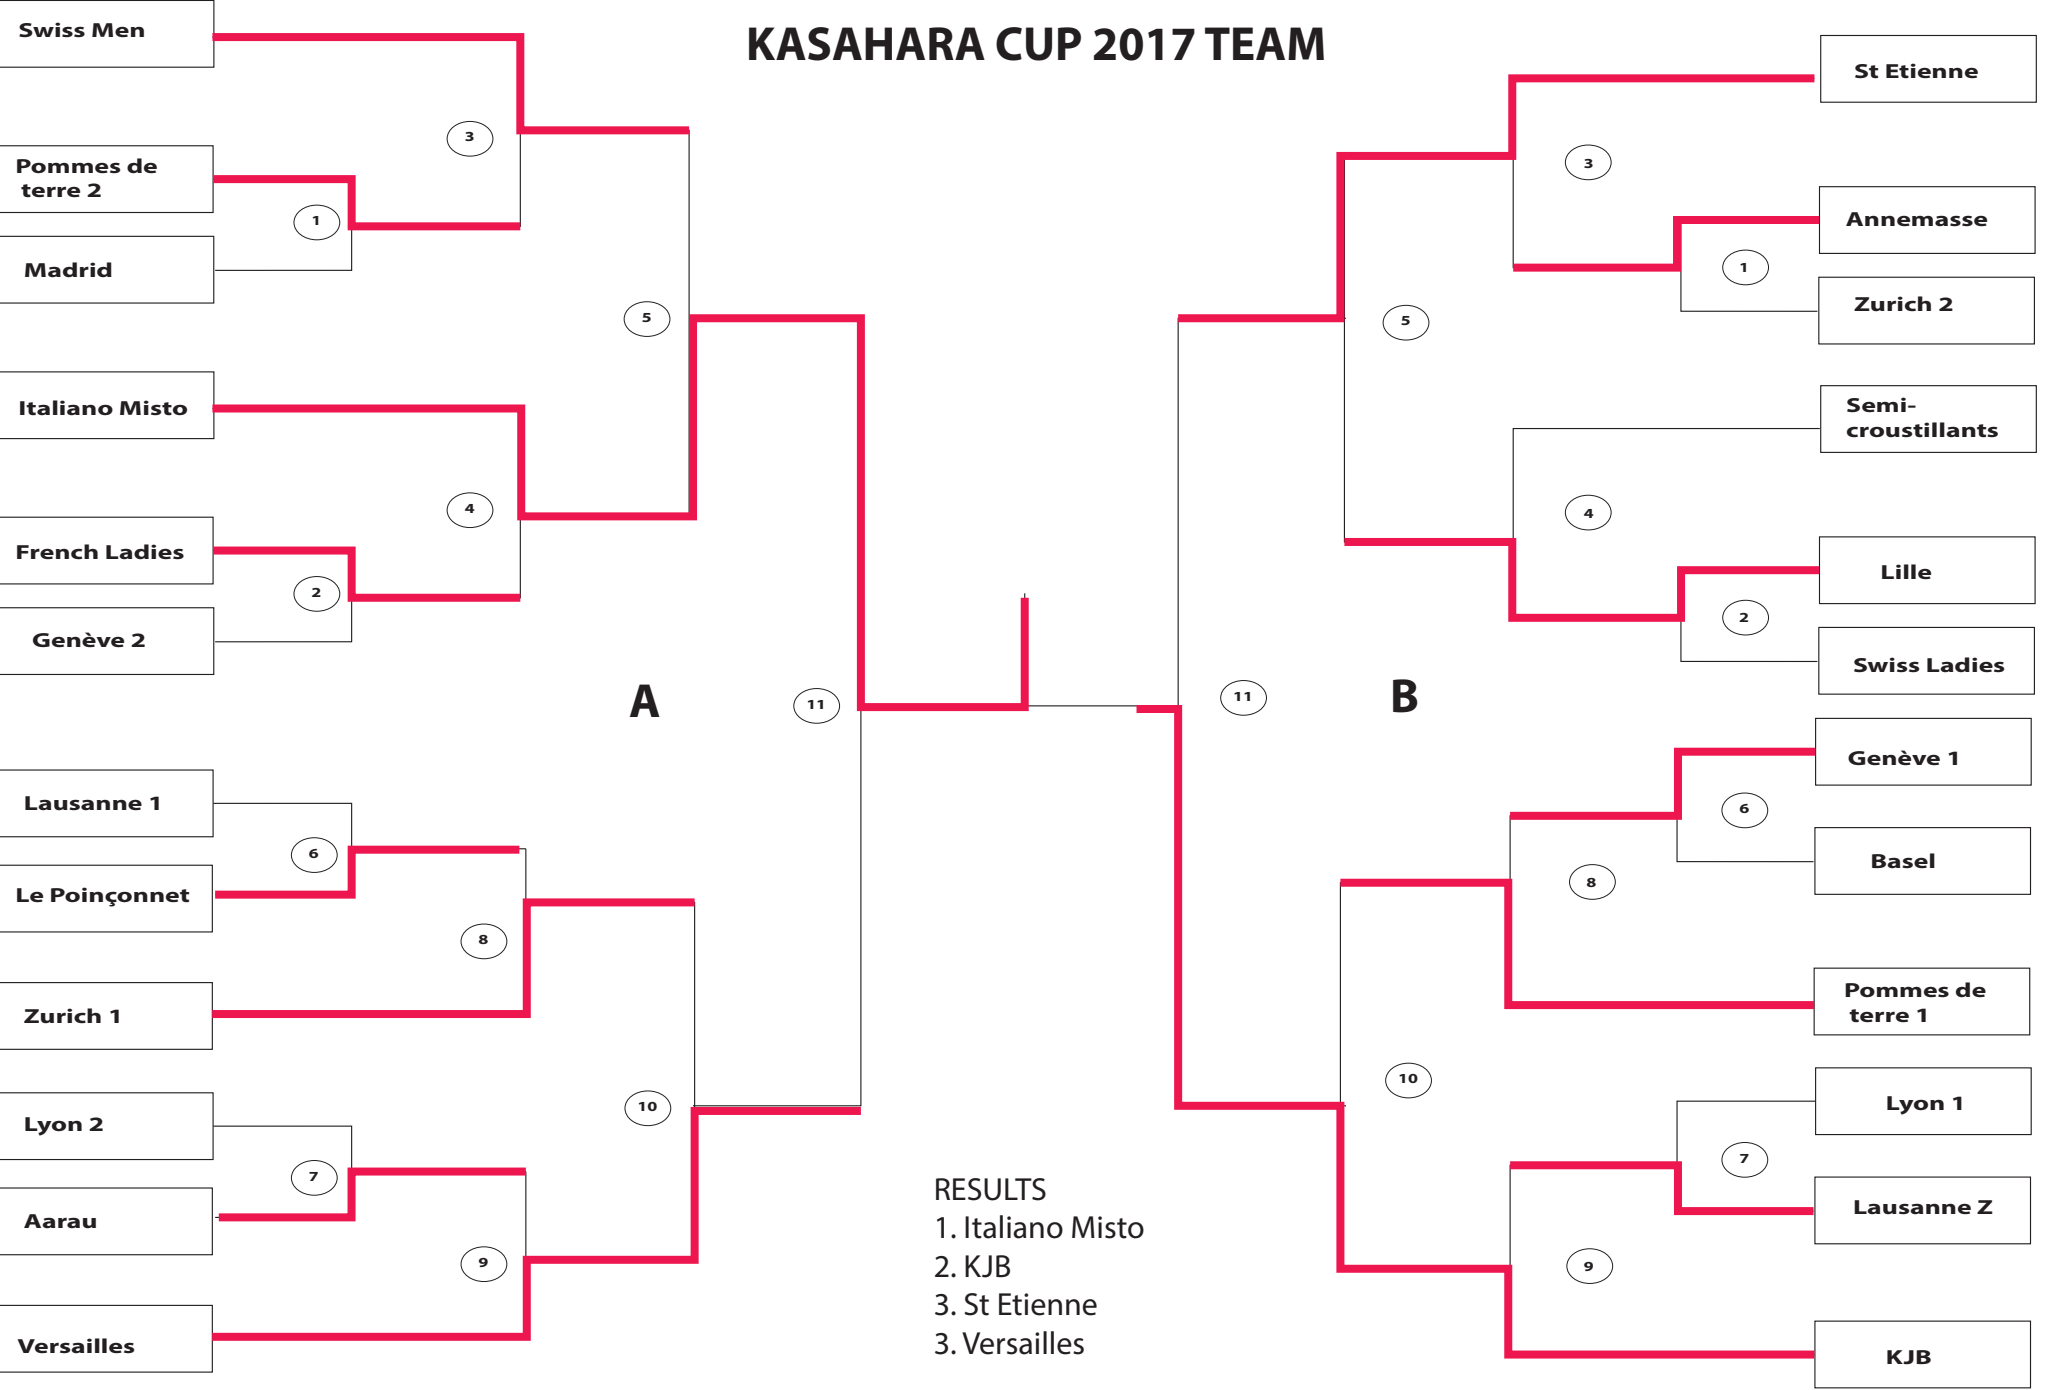 KASAHARA CUP 2017 TEAM
Swiss Men
3
Pommes de
terre 2
1
Madrid
5
Italiano Misto
4
French Ladies
2
Genève 2
A
11
Lausanne 1
6
Le Poinçonnet
8
Zurich 1
10
Lyon 2
7
Aarau
9
Versailles
St Etienne
3
Annemasse
1
Zurich 2
5
Semi-
croustillants
4
Lille
2
Swiss Ladies
11
B
Genève 1
6
Basel
8
Pommes de
terre 1
10
Lyon 1
7
Lausanne Z
9
KJB
RESULTS
1. Italiano Misto
2. KJB
3. St Etienne
3. Versailles